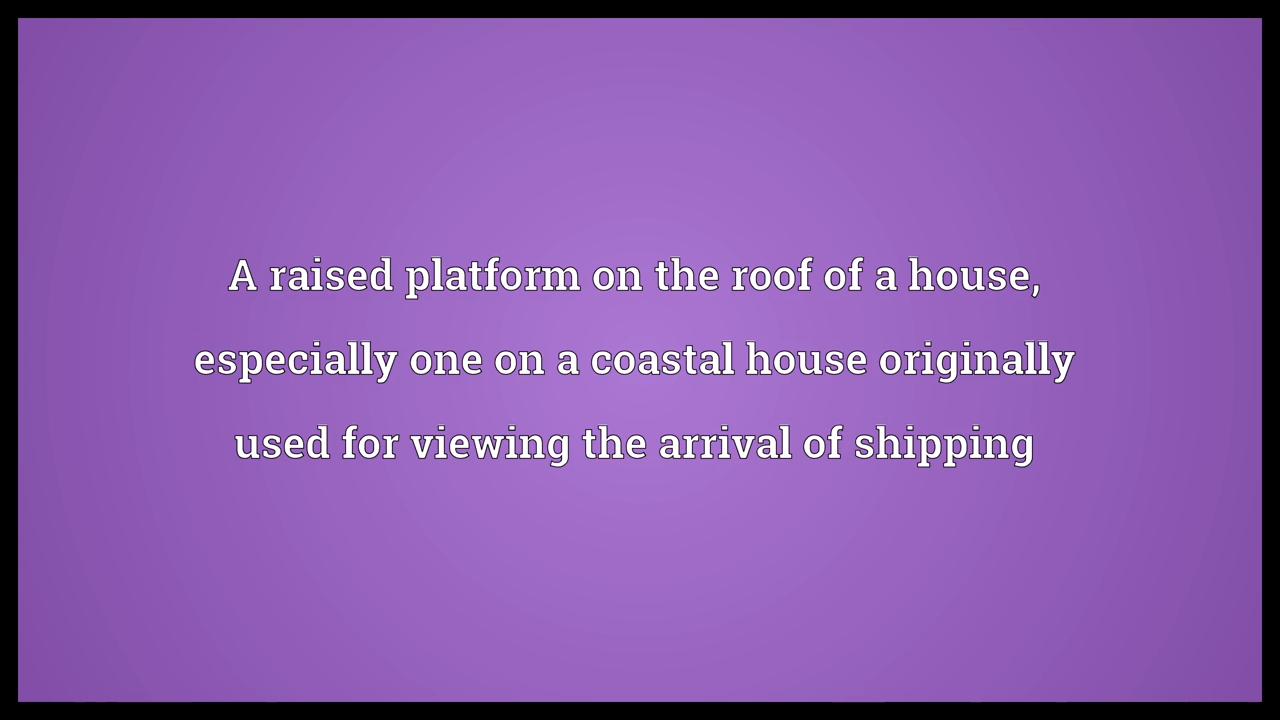 A raised platform on the roof of a house,
especially one on a coastal house originally
used for viewing the arrival of shipping